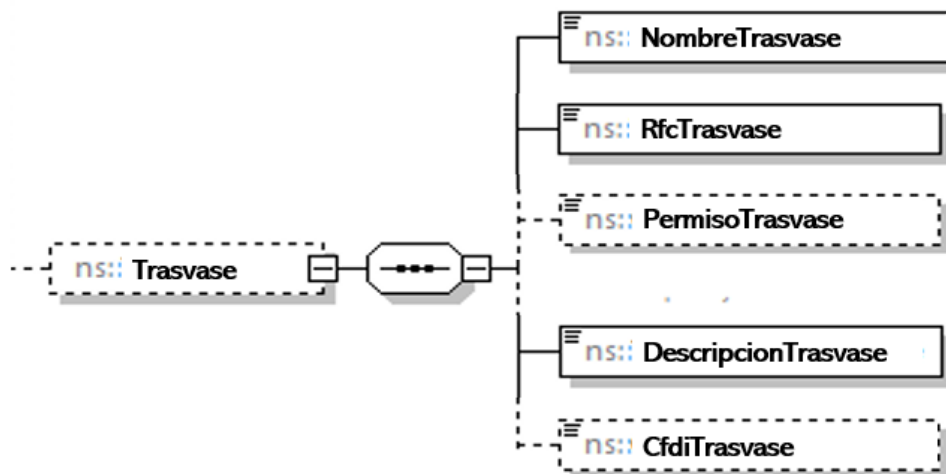 ns:: NombreTrasvase
ns:: RfcTrasvase
ns:: PermisoTrasvase
ns:: Trasvase
ns:: DescripcionTrasvase
ns:: CfdiTrasvase